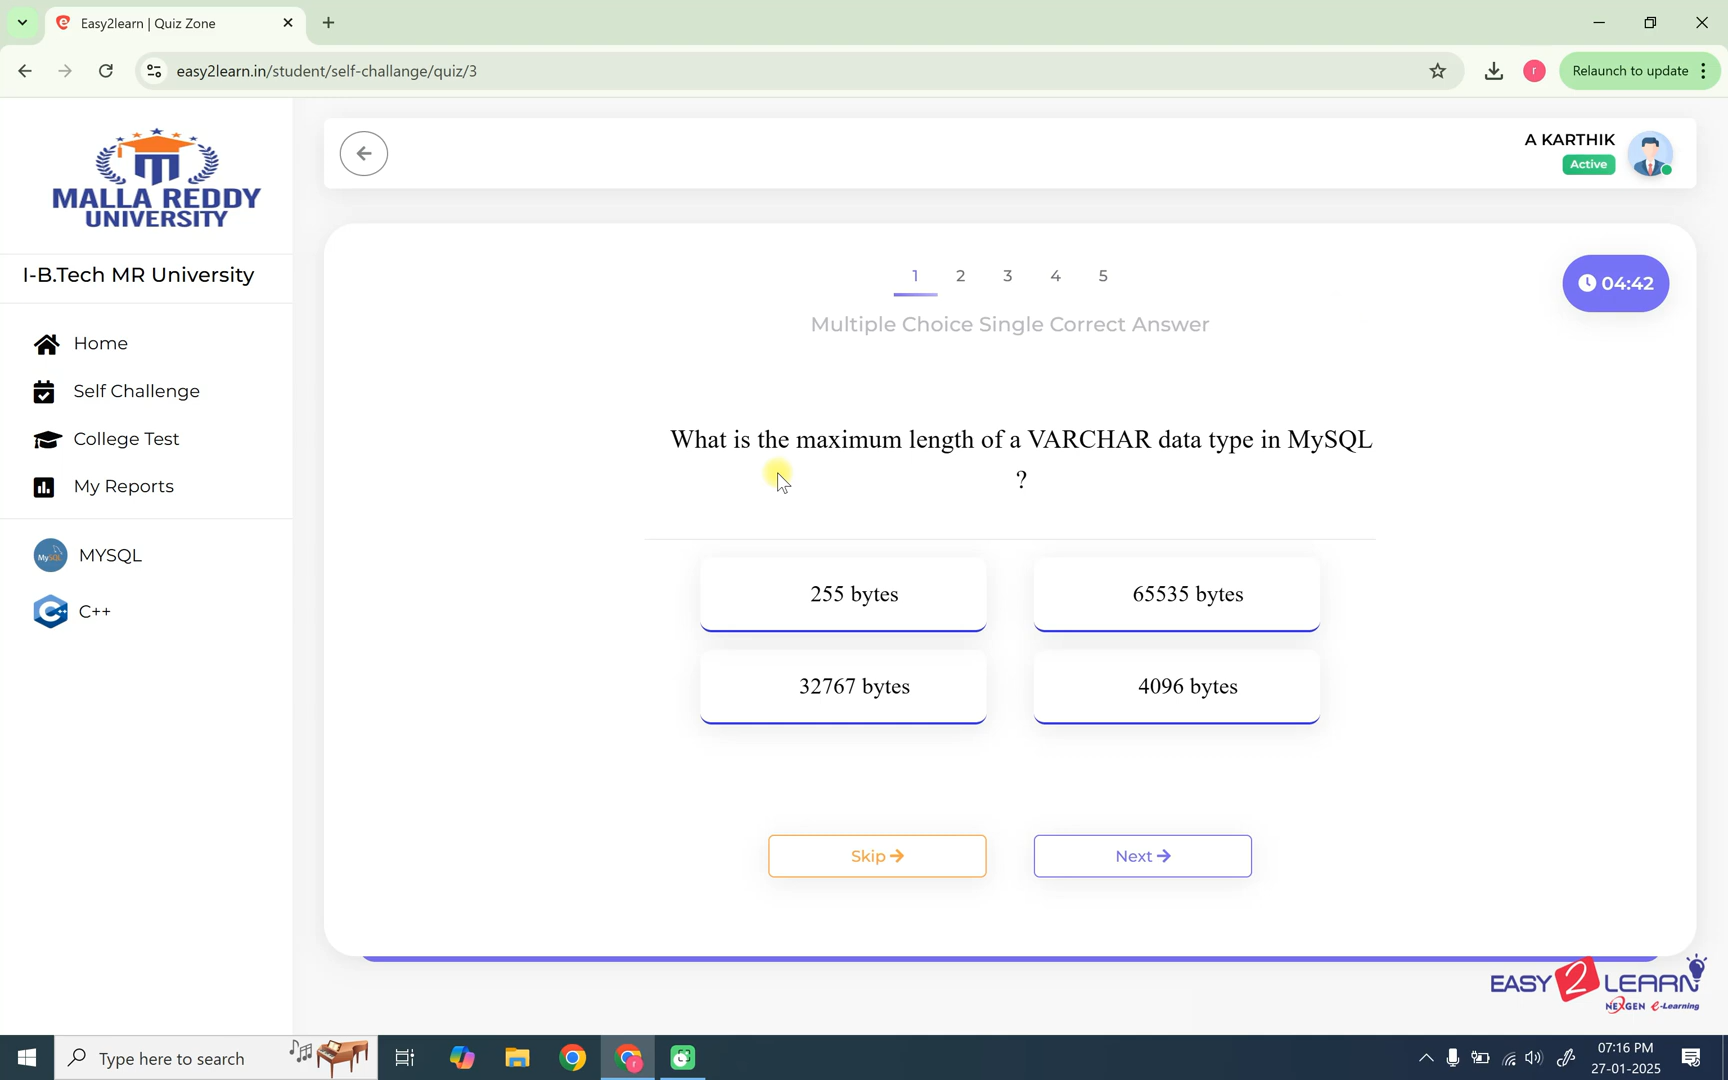 Easy2learn | Quiz Zone
easy2learn.in/student/self-challange/quiz/3
r
Relaunch to update
MALLA REDDY
UNIVERSITY
I-B.Tech MR University
Home
Self Challenge
College Test
My Reports
MySQL
MYSQL
C++
A KARTHIK
Active
1 2 3 4 5
04:42
Multiple Choice Single Correct Answer
What is the maximum length of a VARCHAR data type in MySQL
?
255 bytes
65535 bytes
32767 bytes
4096 bytes
Skip
Next
EASY 2 LEARN
NEXGEN e-Learning
Type here to search
07:16 PM
27-01-2025